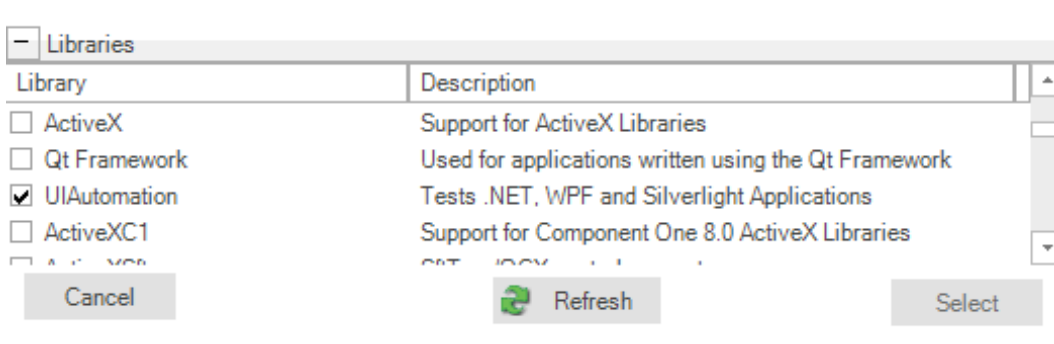 Libraries
Library Description
ActiveX Support for ActiveX Libraries
Qt Framework Used for applications written using the Qt Framework
UIAutomation Tests .NET, WPF and Silverlight Applications
ActiveXC1 Support for Component One 8.0 ActiveX Libraries
Cancel Refresh Select